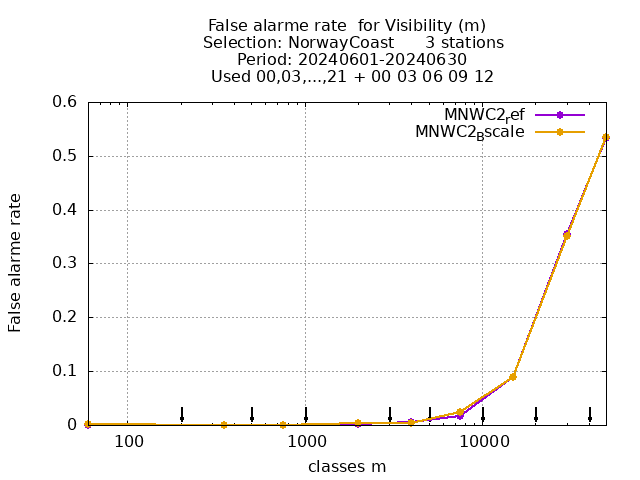 False alarme rate  for Visibility (m)
Selection: NorwayCoast      3 stations
Period: 20240601-20240630
Used 00,03,...,21 + 00 03 06 09 12
MNWC2ref
MNWC2Bscale
False alarme rate
0.6
0.5
0.4
0.3
0.2
0.1
0
100
1000
10000
classes m